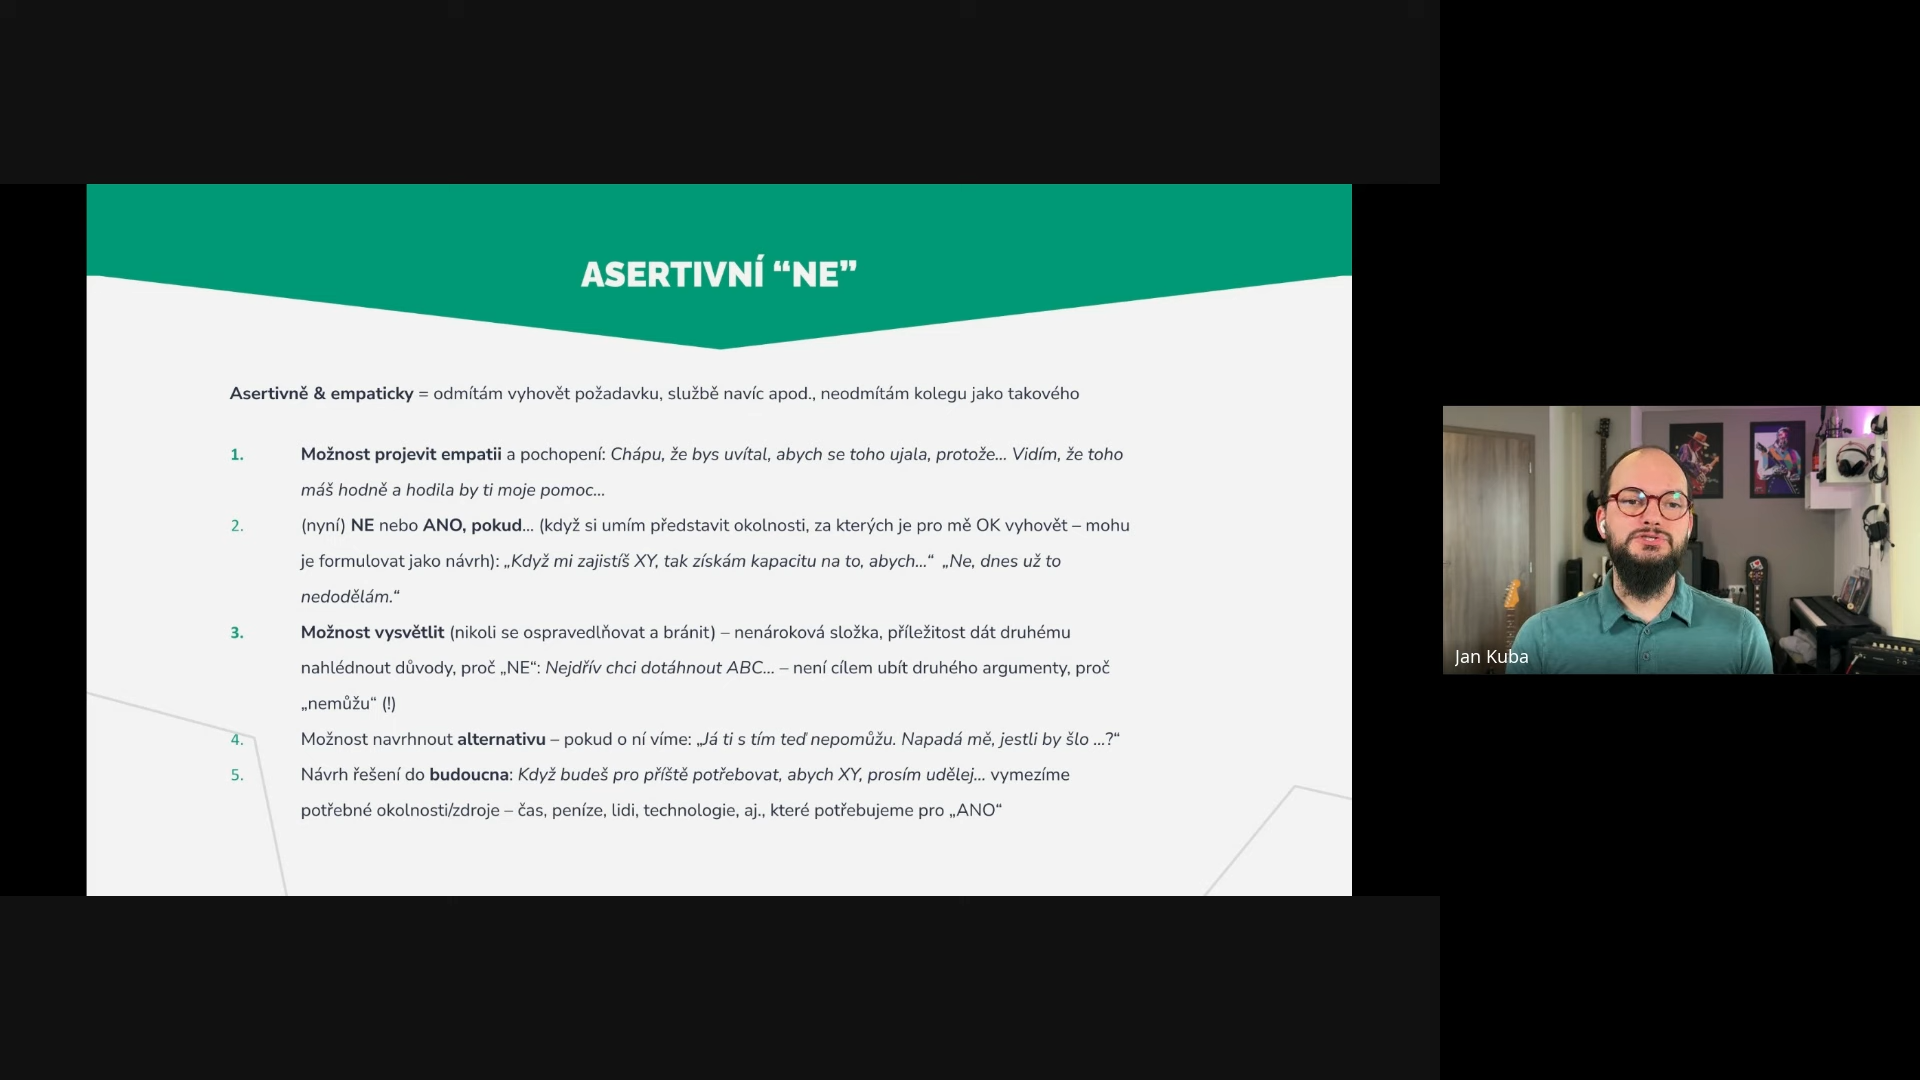 ASERTIVNÍ “NE”
Asertivně & empaticky = odmítám vyhovět požadavku, službě navíc apod., neodmítám kolegu jako takového
1. Možnost projevit empatii a pochopení: Chápu, že bys uvítal, abych se toho ujala, protože... Vidím, že toho
máš hodně a hodila by ti moje pomoc...
2. (nyní) NE nebo ANO, pokud... (když si umím představit okolnosti, za kterých je pro mě OK vyhovět – mohu
je formulovat jako návrh): „Když mi zajistíš XY, tak získám kapacitu na to, abych...“ „Ne, dnes už to
nedodělám.“
3. Možnost vysvětlit (nikoli se ospravedlňovat a bránit) – nenároková složka, příležitost dát druhému
nahlédnout důvody, proč „NE“: Nejdřív chci dotáhnout ABC... – není cílem ubít druhého argumenty, proč
„nemůžu“ (!)
4. Možnost navrhnout alternativu – pokud o ní víme: „Já ti s tím teď nepomůžu. Napadá mě, jestli by šlo ...?“
5. Návrh řešení do budoucna: Když budeš pro příště potřebovat, abych XY, prosím udělej... vymezíme
potřebné okolnosti/zdroje – čas, peníze, lidi, technologie, aj., které potřebujeme pro „ANO“
Jan Kuba